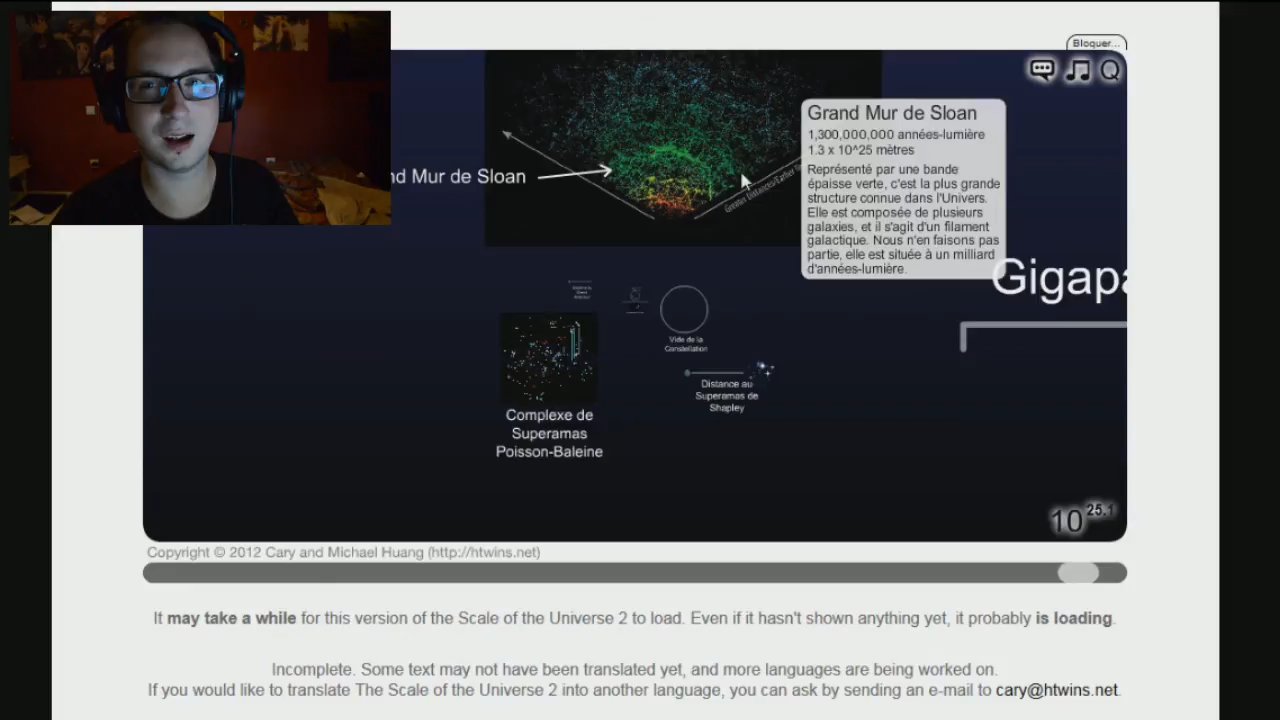 Bloquer...
Grand Mur de Sloan
1,300,000,000 années-lumière
1.3 x 10^25 mètres
Représenté par une bande
épaisse verte, c'est la plus grande
structure connue dans l'Univers.
Elle est composée de plusieurs
galaxies, et il s'agit d'un filament
galactique. Nous n'en faisons pas
partie, elle est située à un milliard
d'années-lumière.
nd Mur de Sloan
Greater Distances/Earlier
Gigapa
Vide de la
Constellation
Distance au
Superamas de
Shapley
Complexe de
Superamas
Poisson-Baleine
10 25.1
Copyright © 2012 Cary and Michael Huang (http://htwins.net)
It may take a while for this version of the Scale of the Universe 2 to load. Even if it hasn't shown anything yet, it probably is loading.
Incomplete. Some text may not have been translated yet, and more languages are being worked on.
If you would like to translate The Scale of the Universe 2 into another language, you can ask by sending an e-mail to cary@htwins.net.